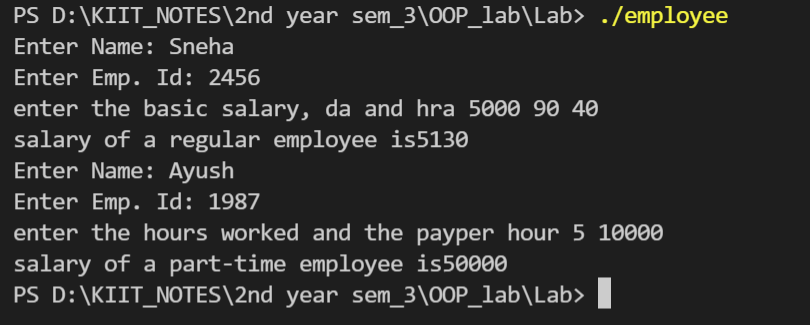 PS D:\KIIT_NOTES\2nd year sem_3\OOP_lab\Lab> ./employee
Enter Name: Sneha
Enter Emp. Id: 2456
enter the basic salary, da and hra 5000 90 40
salary of a regular employee is5130
Enter Name: Ayush
Enter Emp. Id: 1987
enter the hours worked and the payper hour 5 10000
salary of a part-time employee is50000
PS D:\KIIT_NOTES\2nd year sem_3\OOP_lab\Lab>